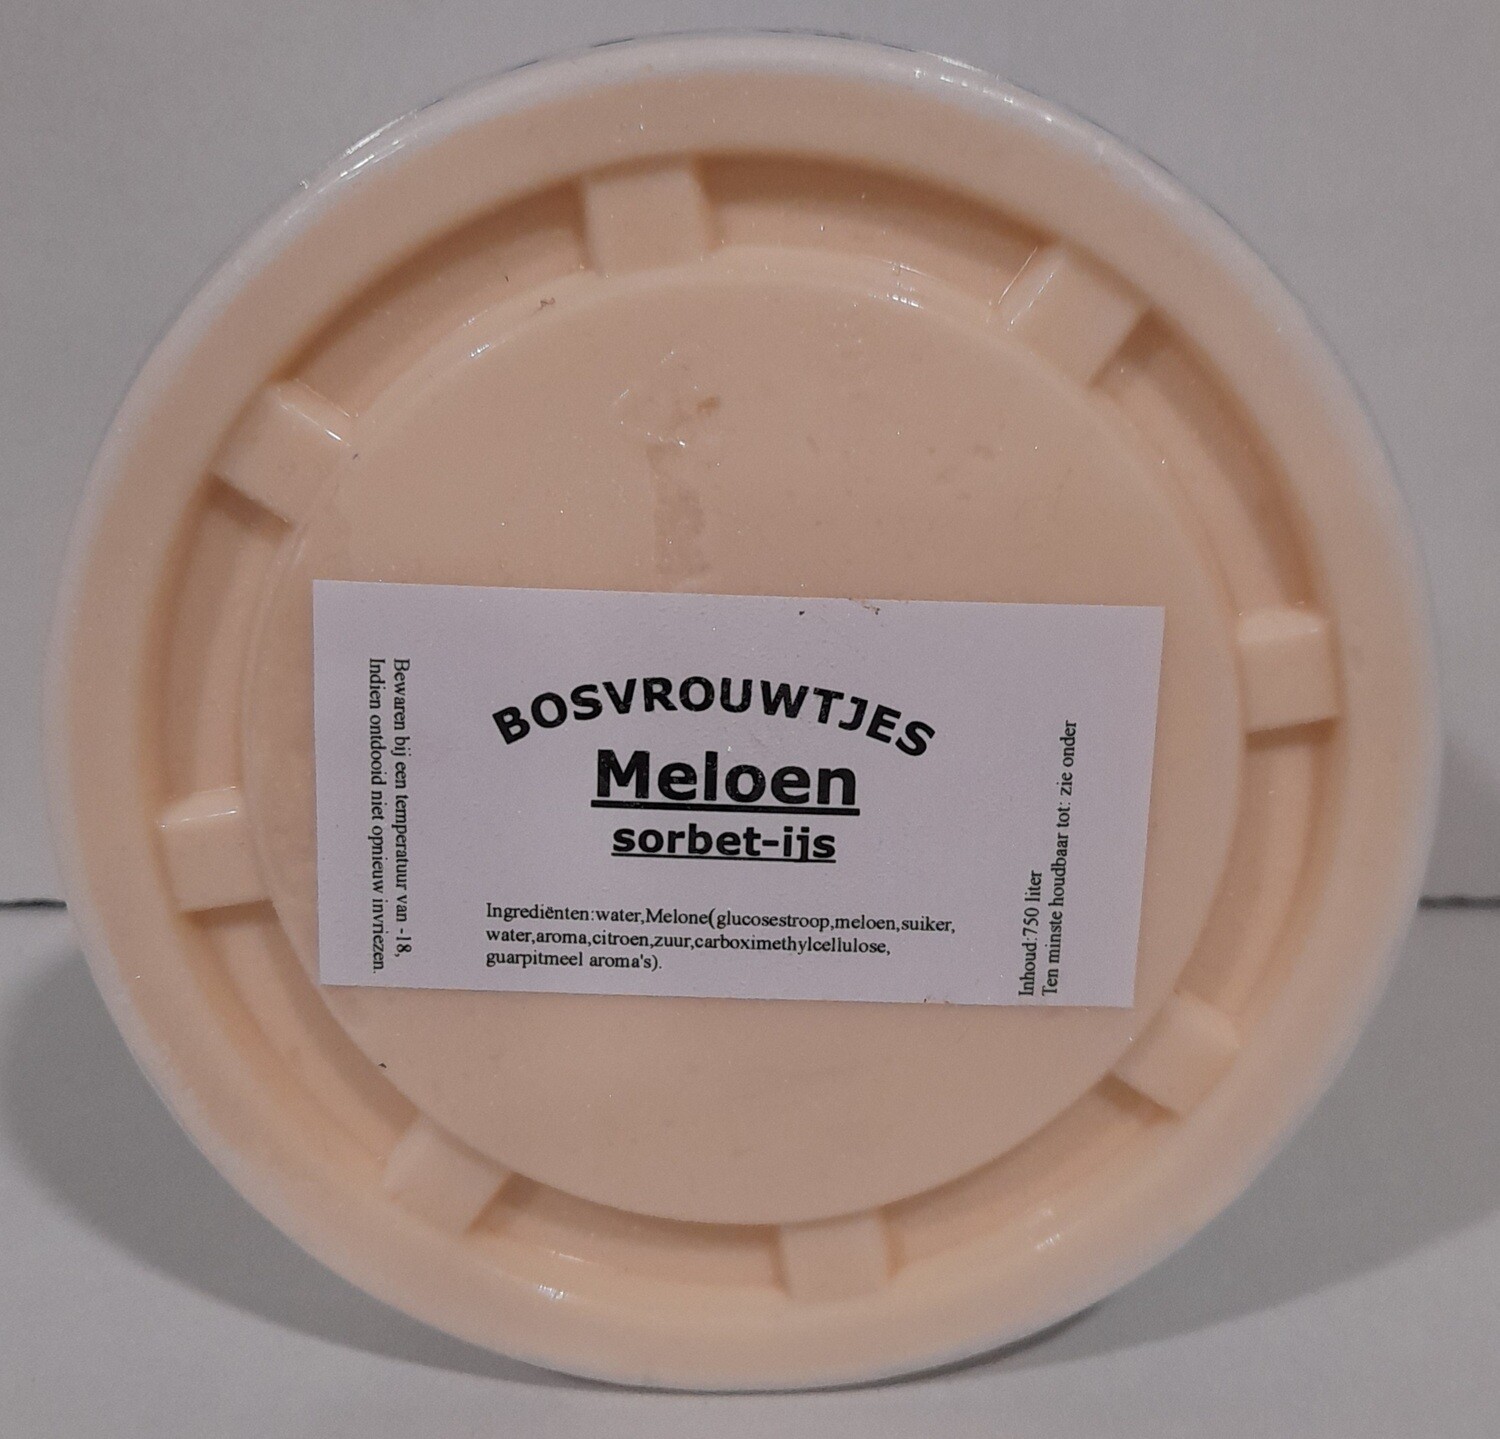 BOSVROUWTJES
Meloen
sorbet-ijs
Ingrediënten:water,Melone(glucosestroop,meloen,suiker,
water,aroma,citroen,zuur,carboximethylcellulose,
guarpitmeel aroma's).
Bewaren bij een temperatuur van -18,
Indien ontdooid niet opnieuw invriezen.
Inhoud:750 liter
Ten minste houdbaar tot: zie onder